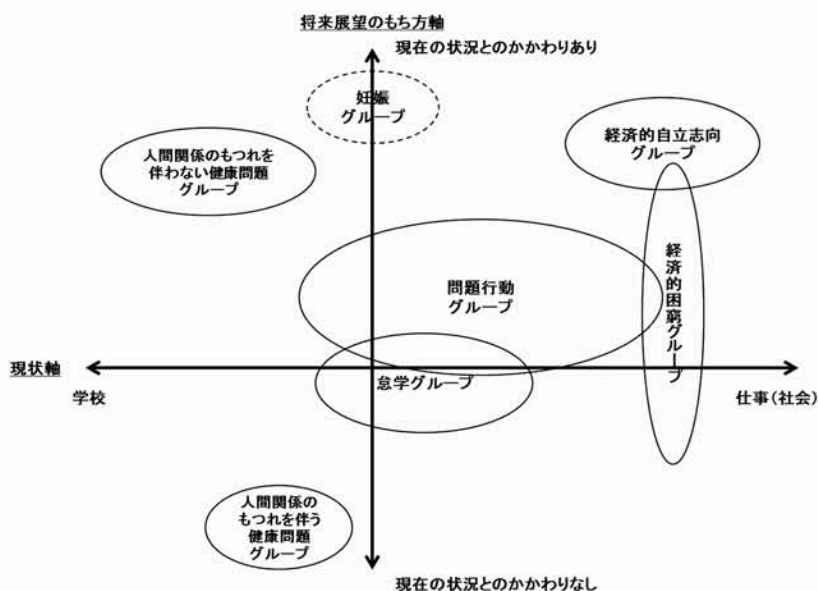 将来展望のもち方軸
現在の状況とのかかわりあり
妊娠
グループ
経済的自立志向
グループ
人間関係のもつれを
伴わない健康問題
グループ
問題行動
グループ
経済的困窮グループ
現状軸
学校
怠学グループ
仕事(社会)
人間関係の
もつれを伴う
健康問題
グループ
現在の状況とのかかわりなし